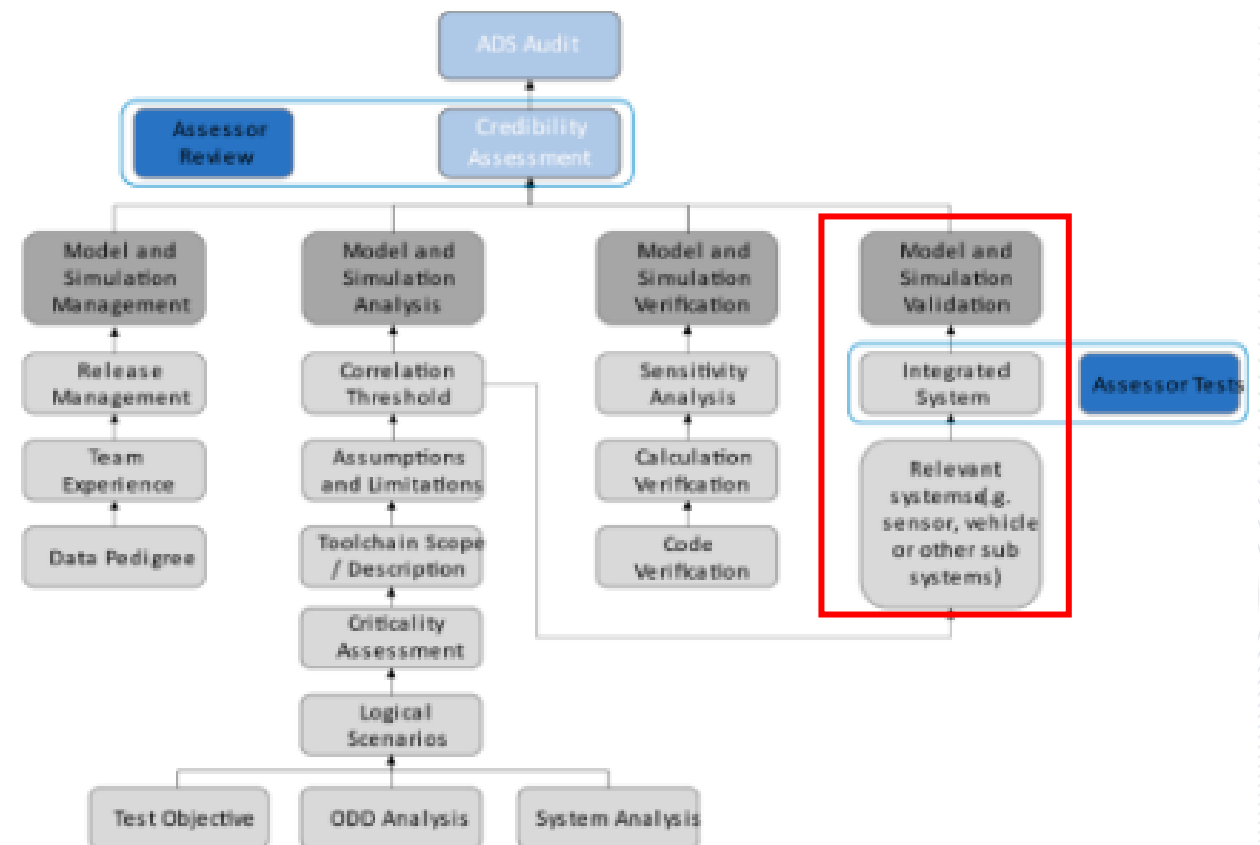 ADS Audit
Assessor
Review
Credibility
Assessment
Model and
Simulation
Management
Model and
Simulation
Analysis
Model and
Simulation
Verification
Model and
Simulation
Validation
Release
Management
Correlation
Threshold
Sensitivity
Analysis
Integrated
System
Assessor Tests
Team
Experience
Assumptions
and Limitations
Calculation
Verification
Relevant
systems(e.g.
sensor, vehicle
or other sub
systems)
Data Pedigree
Toolchain Scope
/ Description
Code
Verification
Criticality
Assessment
Logical
Scenarios
Test Objective
ODD Analysis
System Analysis